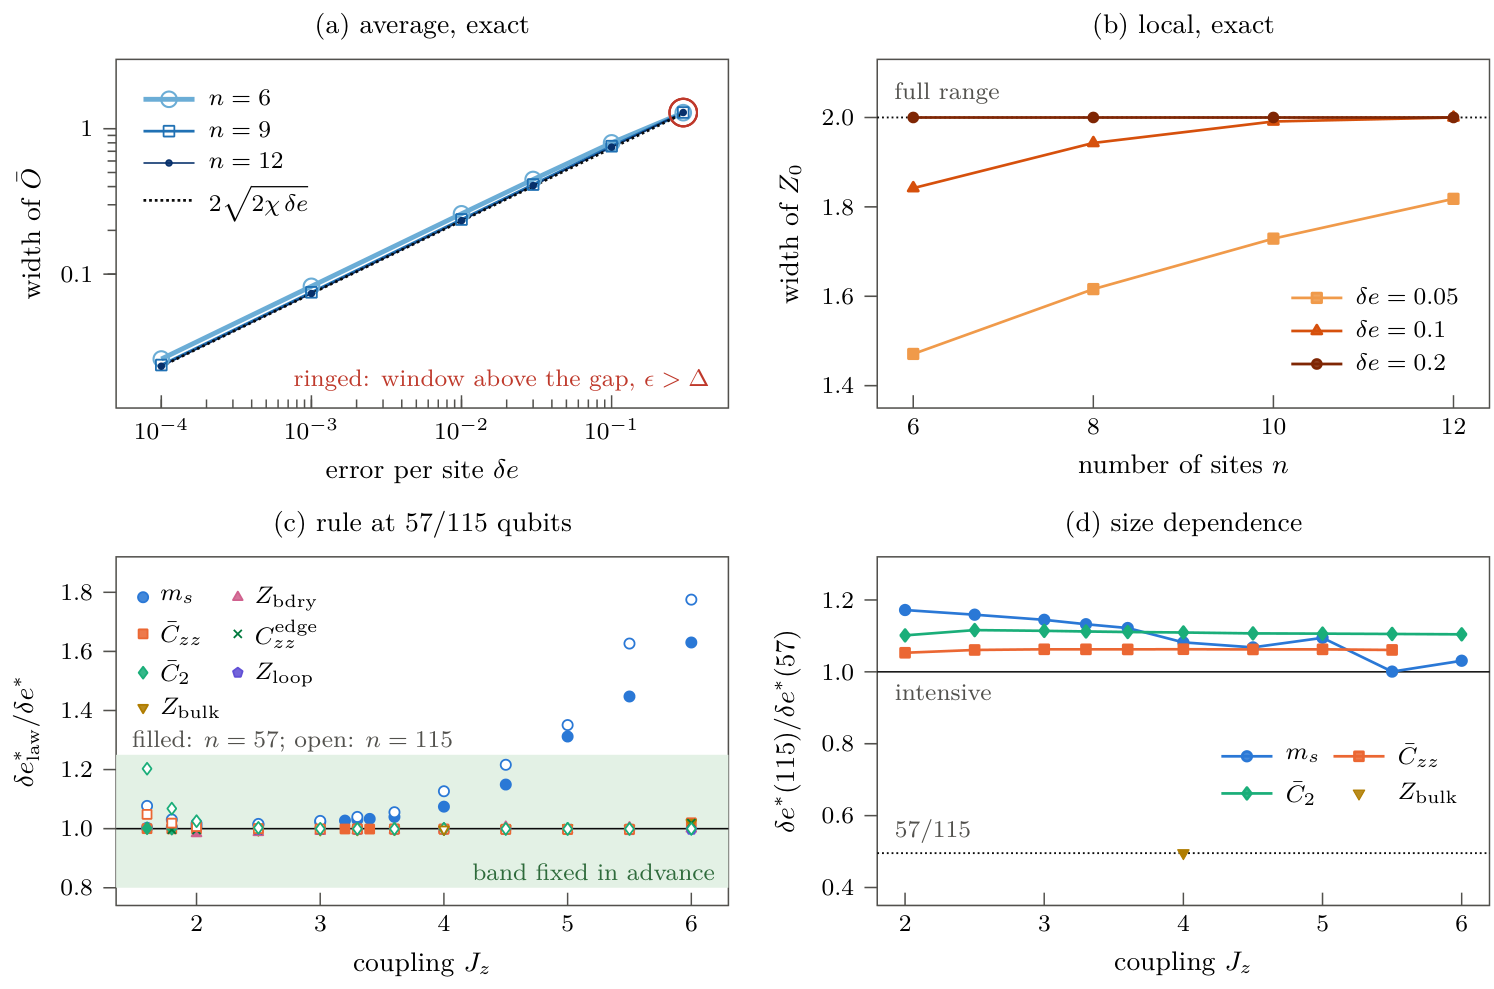 (a) average, exact
n = 6
n = 9
n = 12
2√(2χ δe)
1
0.1
width of Ō
ringed: window above the gap, ϵ > Δ
10⁻⁴ 10⁻³ 10⁻² 10⁻¹
error per site δe
(b) local, exact
full range
2.0
1.8
1.6
1.4
width of Z₀
δe = 0.05
δe = 0.1
δe = 0.2
6 8 10 12
number of sites n
(c) rule at 57/115 qubits
1.8
1.6
1.4
1.2
1.0
0.8
δe*_law/δe*
m_s
C̄_zz
C̄₂
Z_bulk
Z_bdry
C_zz^edge
Z_loop
filled: n = 57; open: n = 115
band fixed in advance
2 3 4 5 6
coupling J_z
(d) size dependence
1.2
1.0
0.8
0.6
0.4
δe*(115)/δe*(57)
intensive
m_s
C̄_zz
C̄₂
Z_bulk
57/115
2 3 4 5 6
coupling J_z